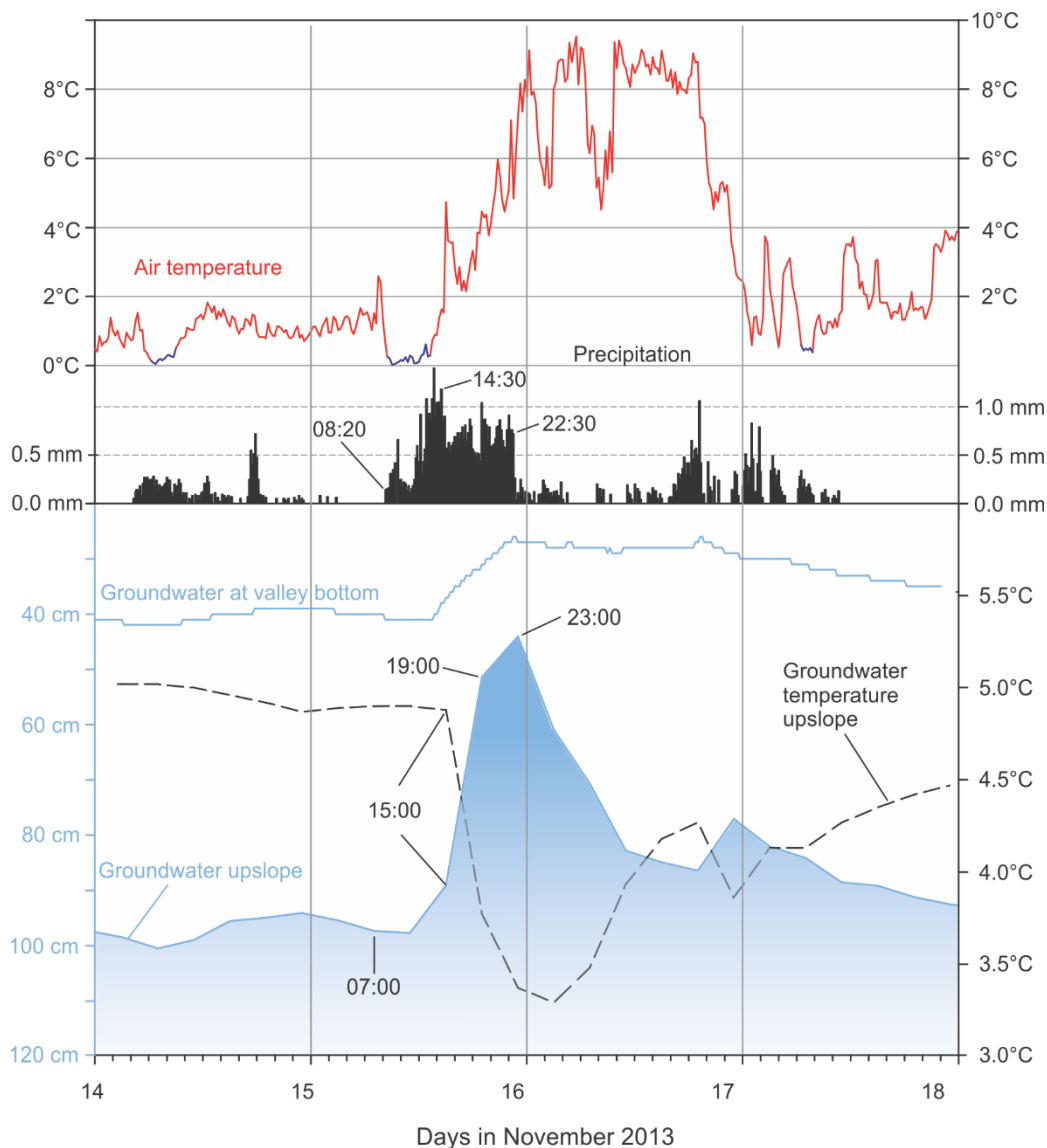 10°C
8°C
8°C
6°C
6°C
4°C
4°C
Air temperature
2°C
2°C
0°C
Precipitation
14:30
1.0 mm
08:20
22:30
0.5 mm
0.5 mm
0.0 mm
0.0 mm
Groundwater at valley bottom
5.5°C
40 cm
23:00
19:00
Groundwater
temperature
upslope
5.0°C
60 cm
4.5°C
15:00
80 cm
4.0°C
Groundwater upslope
100 cm
07:00
3.5°C
120 cm
3.0°C
14
15
16
17
18
Days in November 2013